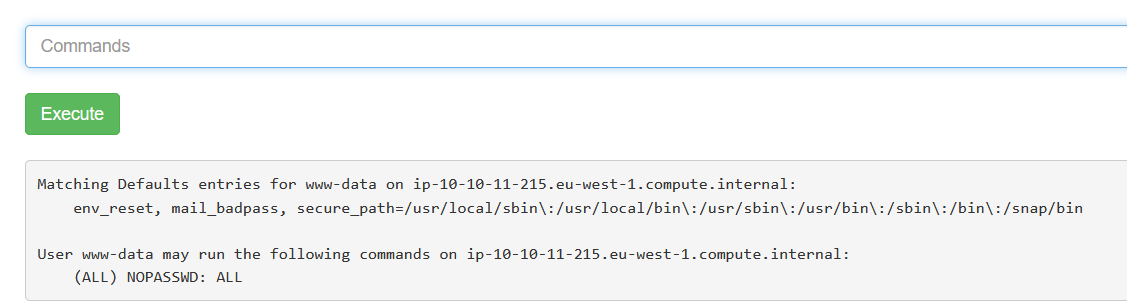 Commands
Execute
Matching Defaults entries for www-data on ip-10-10-11-215.eu-west-1.compute.internal:
    env_reset, mail_badpass, secure_path=/usr/local/sbin\:/usr/local/bin\:/usr/sbin\:/usr/bin\:/sbin\:/bin\:/snap/bin
User www-data may run the following commands on ip-10-10-11-215.eu-west-1.compute.internal:
    (ALL) NOPASSWD: ALL